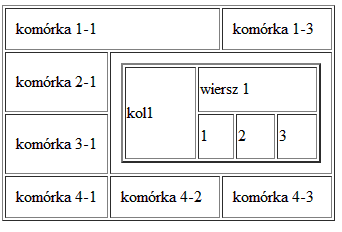 komórka 1-1 komórka 1-3
komórka 2-1
wiersz 1
kol1
1 2 3
komórka 3-1
komórka 4-1 komórka 4-2 komórka 4-3